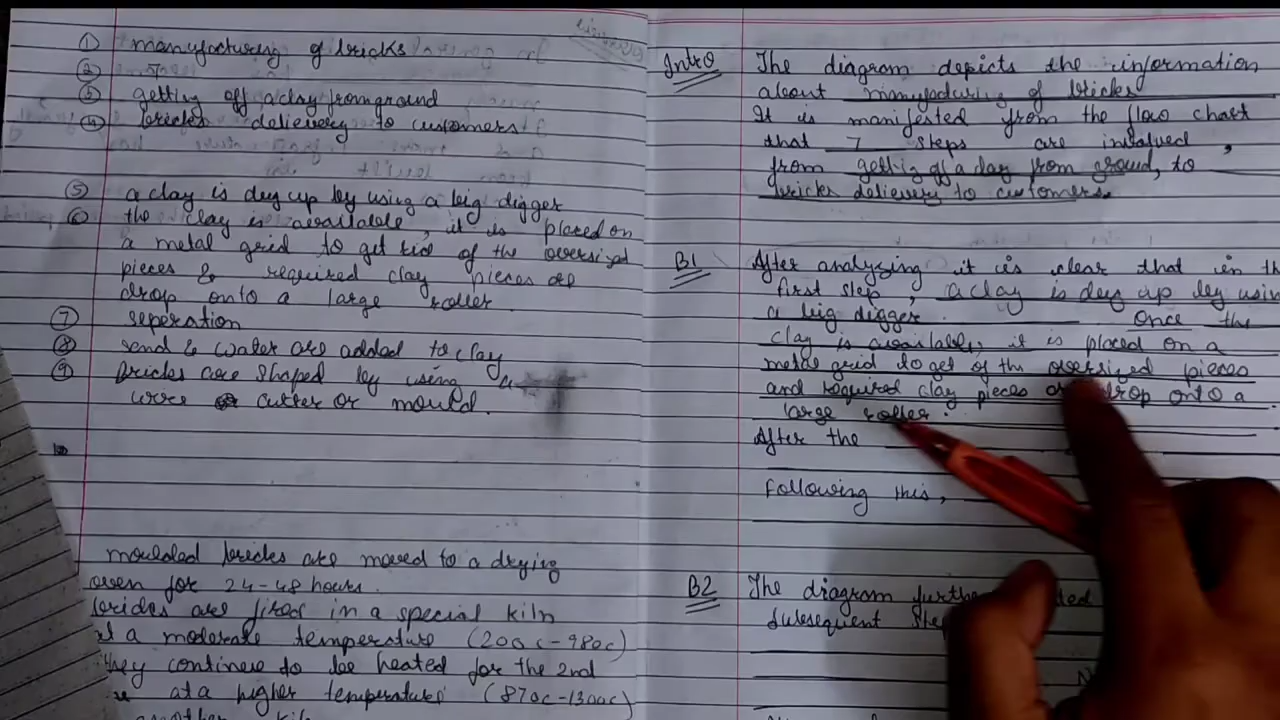 ① manufacturing of bricks
② 7
③ getting off a clay from ground
④ bricks delievery to customers
⑤ a clay is dug up by using a big digger
⑥ the clay is available, it is placed on
a metal grid to get rid of the oversized
pieces & required clay pieces are
drop onto a large roller
⑦ seperation
⑧ send & water are added to clay
⑨ bricks are shaped by using a
wire cutter or mould.
10
moulded bricks are moved to a drying
oven for 24-48 hours.
bricks are fired in a special kiln
at a moderate temperature (200c-980c)
they continue to be heated for the 2nd
at a higher temperature (870c-1300c)
another kiln
Intro The diagram depicts the information
about manufacturing of bricks
It is manifested from the flow chart
that 7 steps are involved,
from getting off a clay from ground, to
bricks delievery to customers.
B1 After analyzing it is clear that in th
first step, a clay is dug up by usin
a big digger. Once the
clay is available, it is placed on a
metal grid to get of the oversized pieces
and required clay pieces drop onto a
large roller.
After the
Following this,
B2 The diagram further
subsequent step